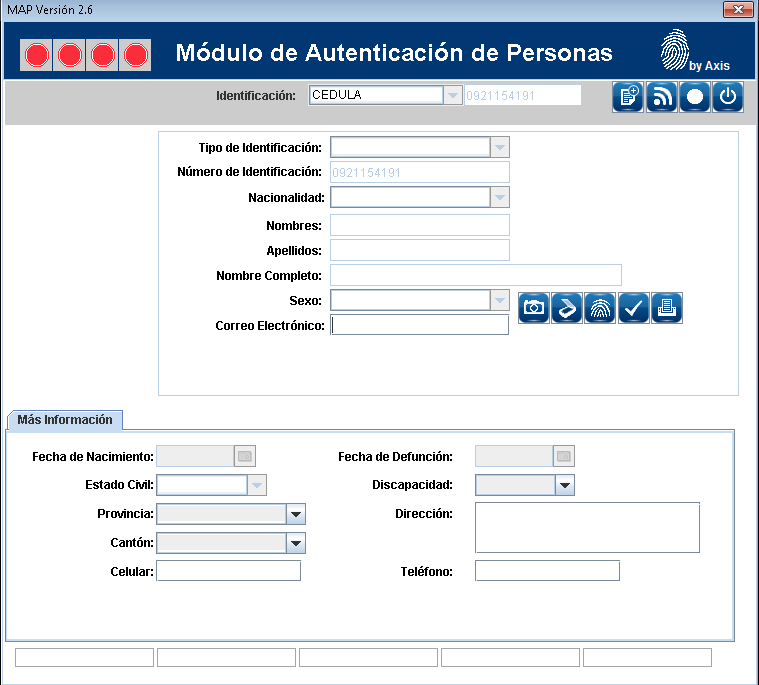 MAP Versión 2.6
Módulo de Autenticación de Personas
by Axis
Identificación: CEDULA 0921154191
Tipo de Identificación:
Número de Identificación: 0921154191
Nacionalidad:
Nombres:
Apellidos:
Nombre Completo:
Sexo:
Correo Electrónico:
Más Información
Fecha de Nacimiento: Fecha de Defunción:
Estado Civil: Discapacidad:
Provincia: Dirección:
Cantón:
Celular: Teléfono: